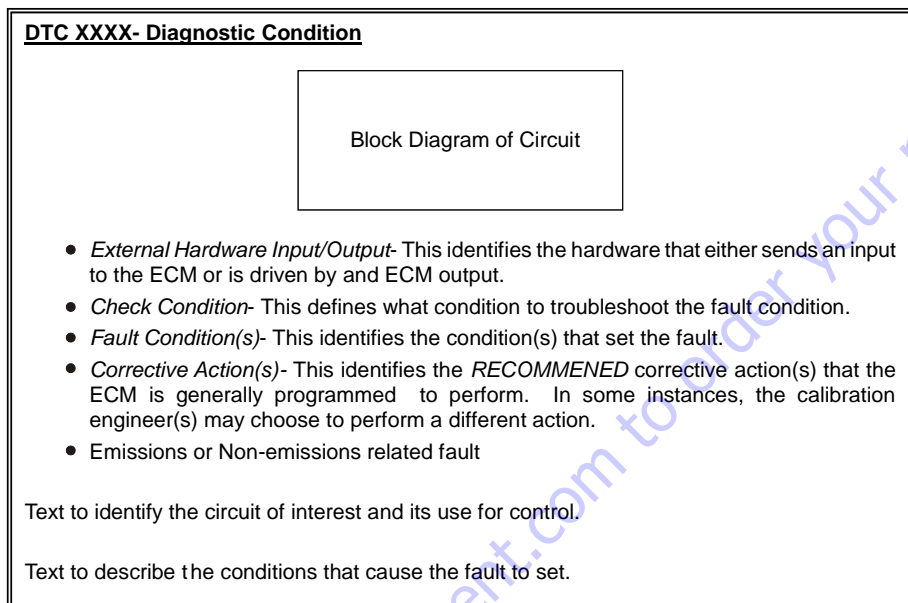 DTC XXXX- Diagnostic Condition
Block Diagram of Circuit
● External Hardware Input/Output- This identifies the hardware that either sends an input
to the ECM or is driven by and ECM output.
● Check Condition- This defines what condition to troubleshoot the fault condition.
● Fault Condition(s)- This identifies the condition(s) that set the fault.
● Corrective Action(s)- This identifies the RECOMMENED corrective action(s) that the
ECM is generally programmed to perform. In some instances, the calibration
engineer(s) may choose to perform a different action.
● Emissions or Non-emissions related fault
Text to identify the circuit of interest and its use for control.
Text to describe the conditions that cause the fault to set.
.com to order your